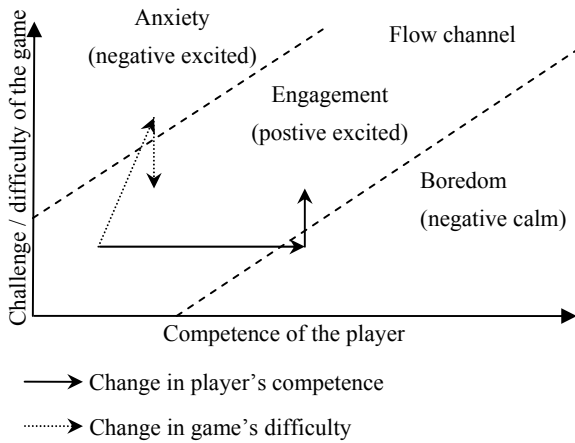 Anxiety
(negative excited)
Flow channel
Engagement
(postive excited)
Boredom
(negative calm)
Challenge / difficulty of the game
Competence of the player
Change in player’s competence
Change in game’s difficulty